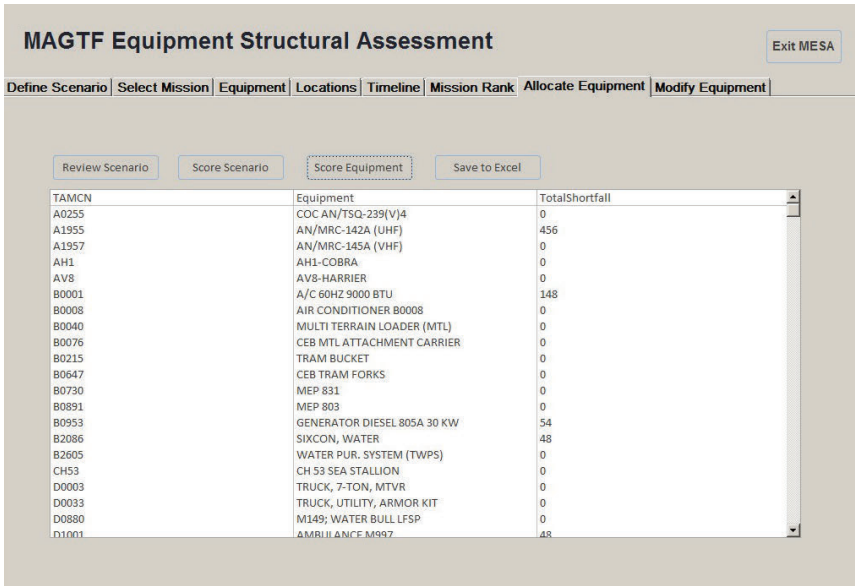 MAGTF Equipment Structural Assessment
Exit MESA
Define Scenario Select Mission Equipment Locations Timeline Mission Rank Allocate Equipment Modify Equipment
Review Scenario Score Scenario Score Equipment Save to Excel
TAMCN Equipment TotalShortfall
A0255 COC AN/TSQ-239(V)4 0
A1955 AN/MRC-142A (UHF) 456
A1957 AN/MRC-145A (VHF) 0
AH1 AH1-COBRA 0
AV8 AV8-HARRIER 0
B0001 A/C 60HZ 9000 BTU 148
B0008 AIR CONDITIONER B0008 0
B0040 MULTI TERRAIN LOADER (MTL) 0
B0076 CEB MTL ATTACHMENT CARRIER 0
B0215 TRAM BUCKET 0
B0647 CEB TRAM FORKS 0
B0730 MEP 831 0
B0891 MEP 803 0
B0953 GENERATOR DIESEL 805A 30 KW 54
B2086 SIXCON, WATER 48
B2605 WATER PUR. SYSTEM (TWPS) 0
CH53 CH 53 SEA STALLION 0
D0003 TRUCK, 7-TON, MTVR 0
D0033 TRUCK, UTILITY, ARMOR KIT 0
D0880 M149; WATER BULL LFSP 0
D1001 AMBULANCE M997 48